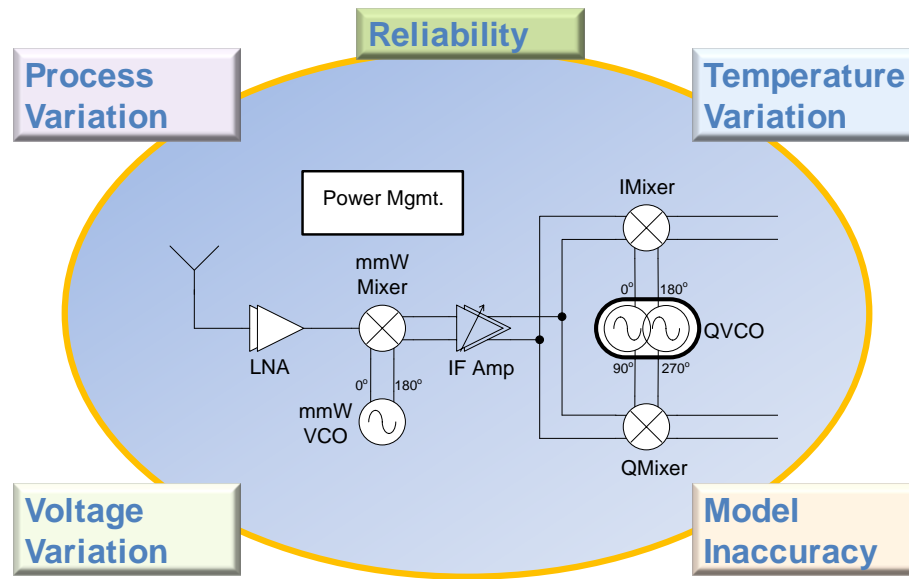 Reliability
Process
Variation
Temperature
Variation
Power Mgmt.
IMixer
mmW
Mixer
0°
180°
QVCO
LNA
IF Amp
0°
180°
90°
270°
mmW
VCO
QMixer
Voltage
Variation
Model
Inaccuracy